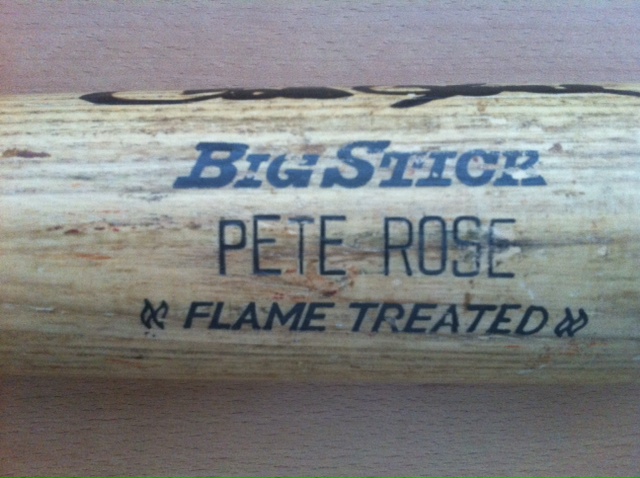 BIG STICK
PETE ROSE
FLAME TREATED